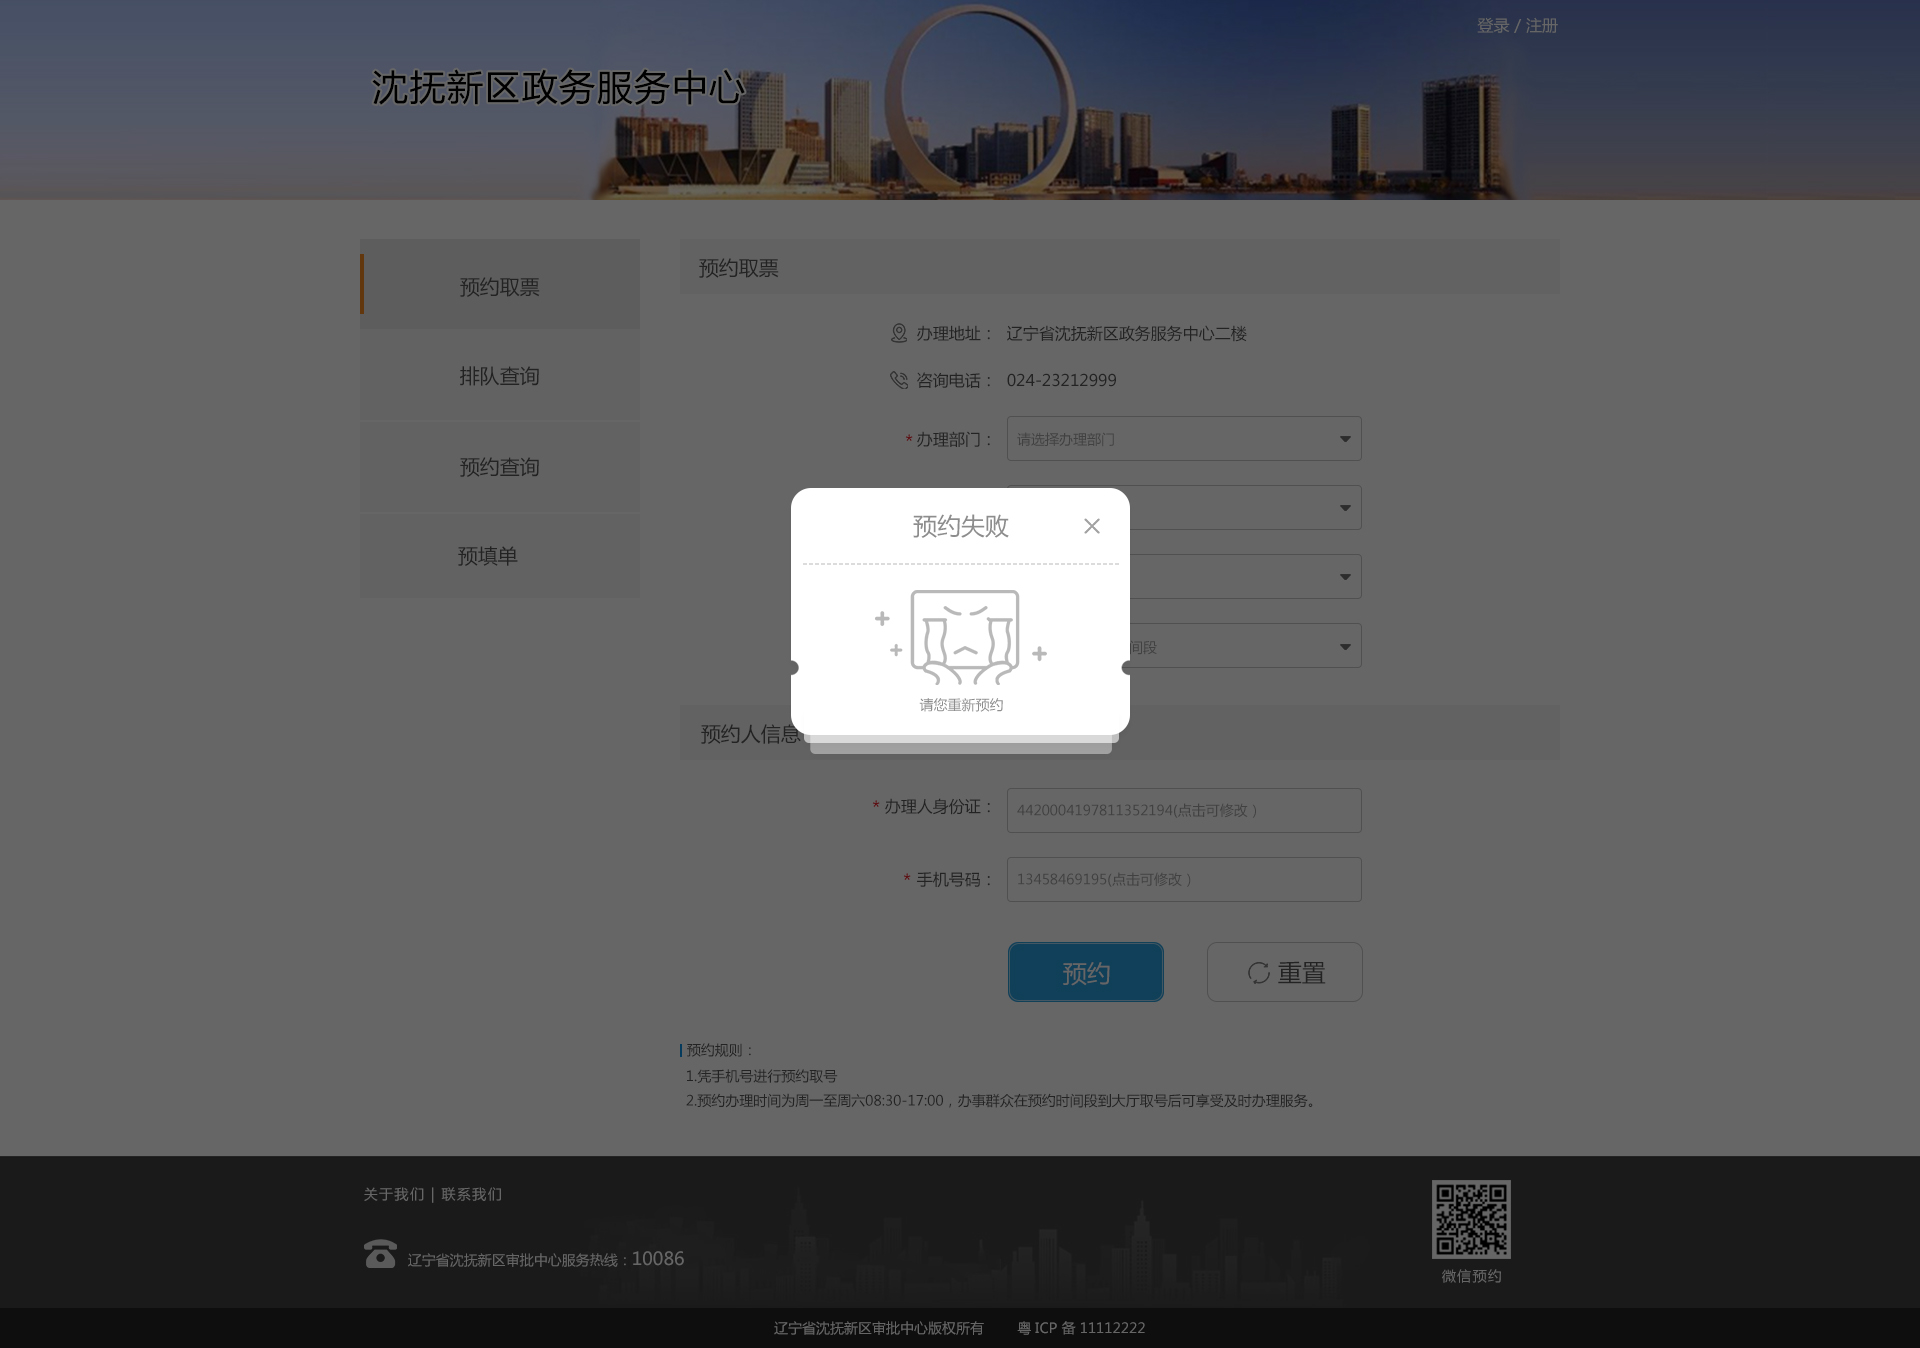 登录 / 注册
沈抚新区政务服务中心
预约取票
排队查询
预约查询
预填单
预约取票
办理地址： 辽宁省沈抚新区政务服务中心二楼
咨询电话： 024-23212999
* 办理部门： 请选择办理部门
间段
预约失败
请您重新预约
预约人信息
* 办理人身份证： 4420004197811352194(点击可修改）
* 手机号码： 13458469195(点击可修改）
预约
重置
预约规则：
1.凭手机号进行预约取号
2.预约办理时间为周一至周六08:30-17:00，办事群众在预约时间段到大厅取号后可享受及时办理服务。
关于我们 | 联系我们
辽宁省沈抚新区审批中心服务热线：10086
微信预约
辽宁省沈抚新区审批中心版权所有 粤 ICP 备 11112222